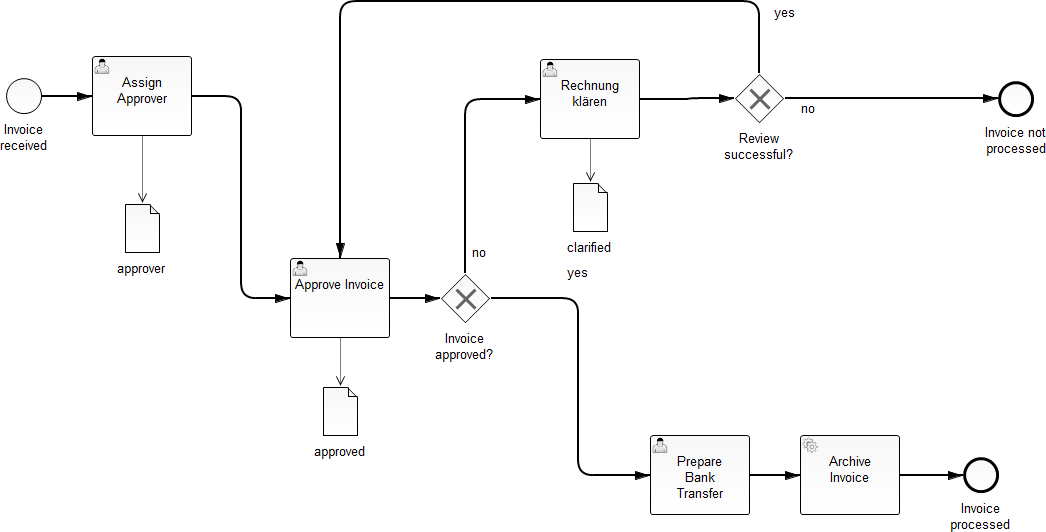 yes
Assign
Approver
Rechnung
klären
Invoice
received
no
Review
successful?
Invoice not
processed
approver
no
clarified
yes
Approve Invoice
Invoice
approved?
approved
Prepare
Bank
Transfer
Archive
Invoice
Invoice
processed